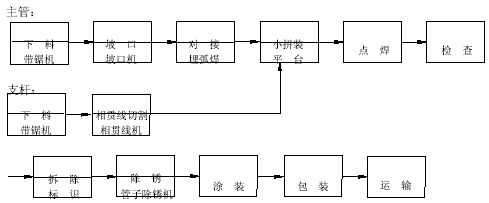 主管：
下 料
带锯机
坡 口
坡口机
对 接
埋弧焊
小拼装
平 台
点 焊
检 查
支杆：
下 料
带锯机
相贯线切割
相贯线机
拆 除
标 识
除 锈
管子除锈机
涂 装
包 装
运 输